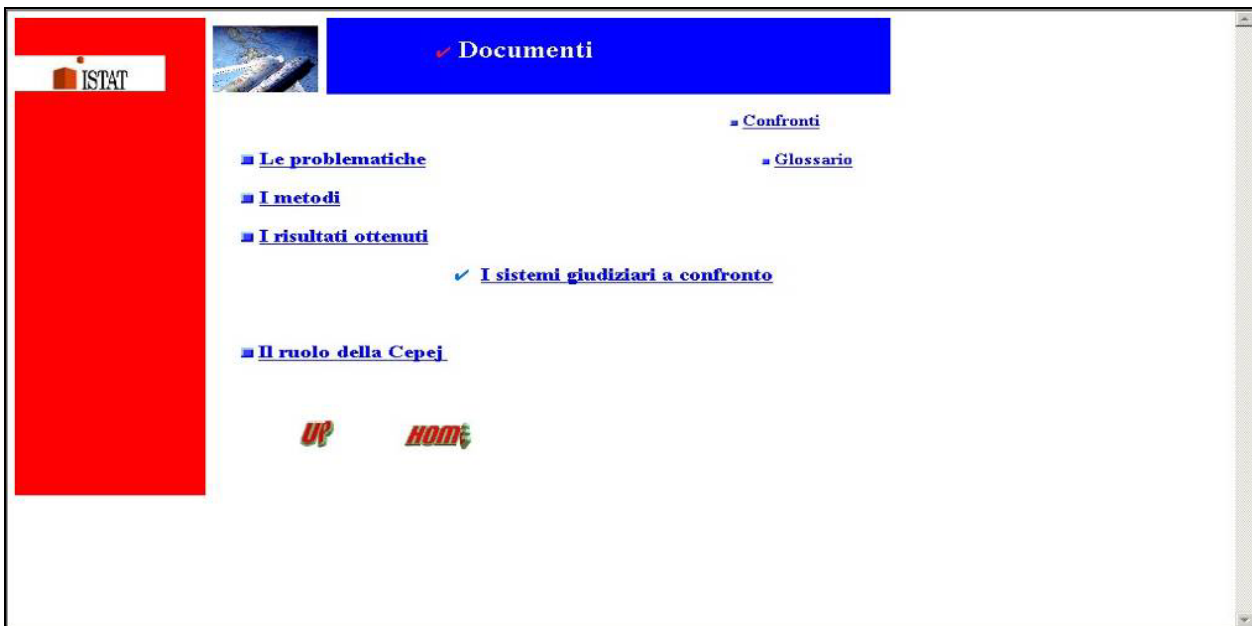 ISTAT
Documenti
Confronti
Le problematiche
Glossario
I metodi
I risultati ottenuti
I sistemi giudiziari a confronto
Il ruolo della Cepej
UP
HOME